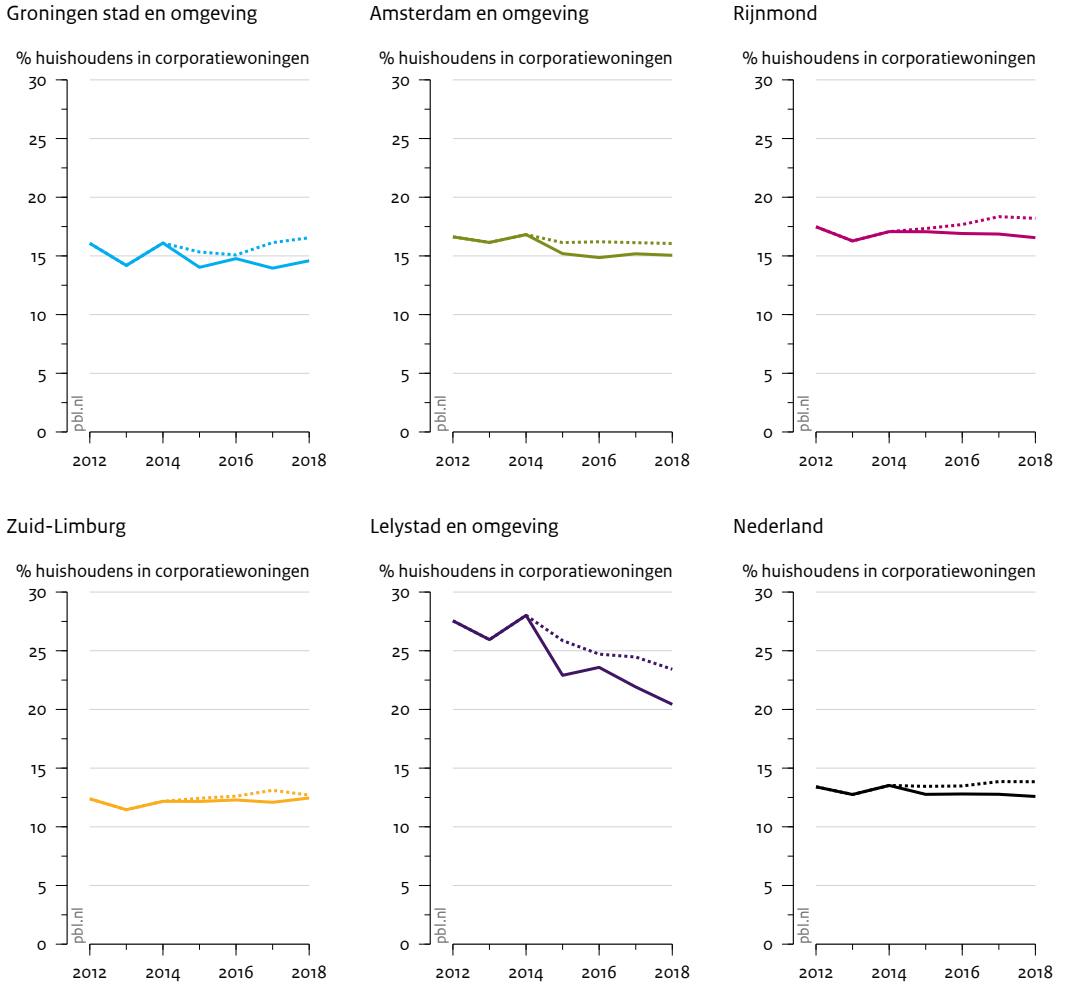 Groningen stad en omgeving
% huishoudens in corporatiewoningen
30
25
20
15
10
5
0
pbl.nl
2012 2014 2016 2018
Amsterdam en omgeving
% huishoudens in corporatiewoningen
30
25
20
15
10
5
0
pbl.nl
2012 2014 2016 2018
Rijnmond
% huishoudens in corporatiewoningen
30
25
20
15
10
5
0
pbl.nl
2012 2014 2016 2018
Zuid-Limburg
% huishoudens in corporatiewoningen
30
25
20
15
10
5
0
pbl.nl
2012 2014 2016 2018
Lelystad en omgeving
% huishoudens in corporatiewoningen
30
25
20
15
10
5
0
pbl.nl
2012 2014 2016 2018
Nederland
% huishoudens in corporatiewoningen
30
25
20
15
10
5
0
pbl.nl
2012 2014 2016 2018